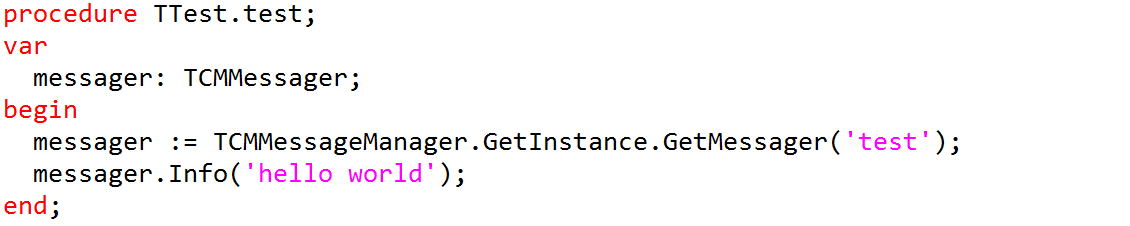 procedure TTest.test;
var
  messager: TCMMessager;
begin
  messager := TCMMessageManager.GetInstance.GetMessager('test');
  messager.Info('hello world');
end;